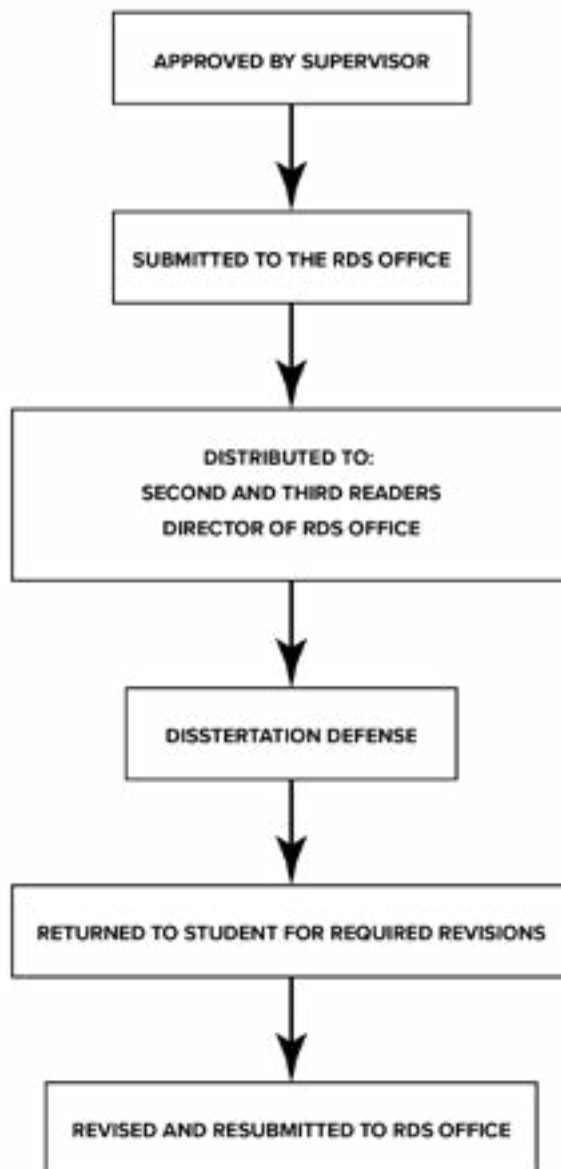 APPROVED BY SUPERVISOR
SUBMITTED TO THE RDS OFFICE
DISTRIBUTED TO:
SECOND AND THIRD READERS
DIRECTOR OF RDS OFFICE
DISSTERTATION DEFENSE
RETURNED TO STUDENT FOR REQUIRED REVISIONS
REVISED AND RESUBMITTED TO RDS OFFICE